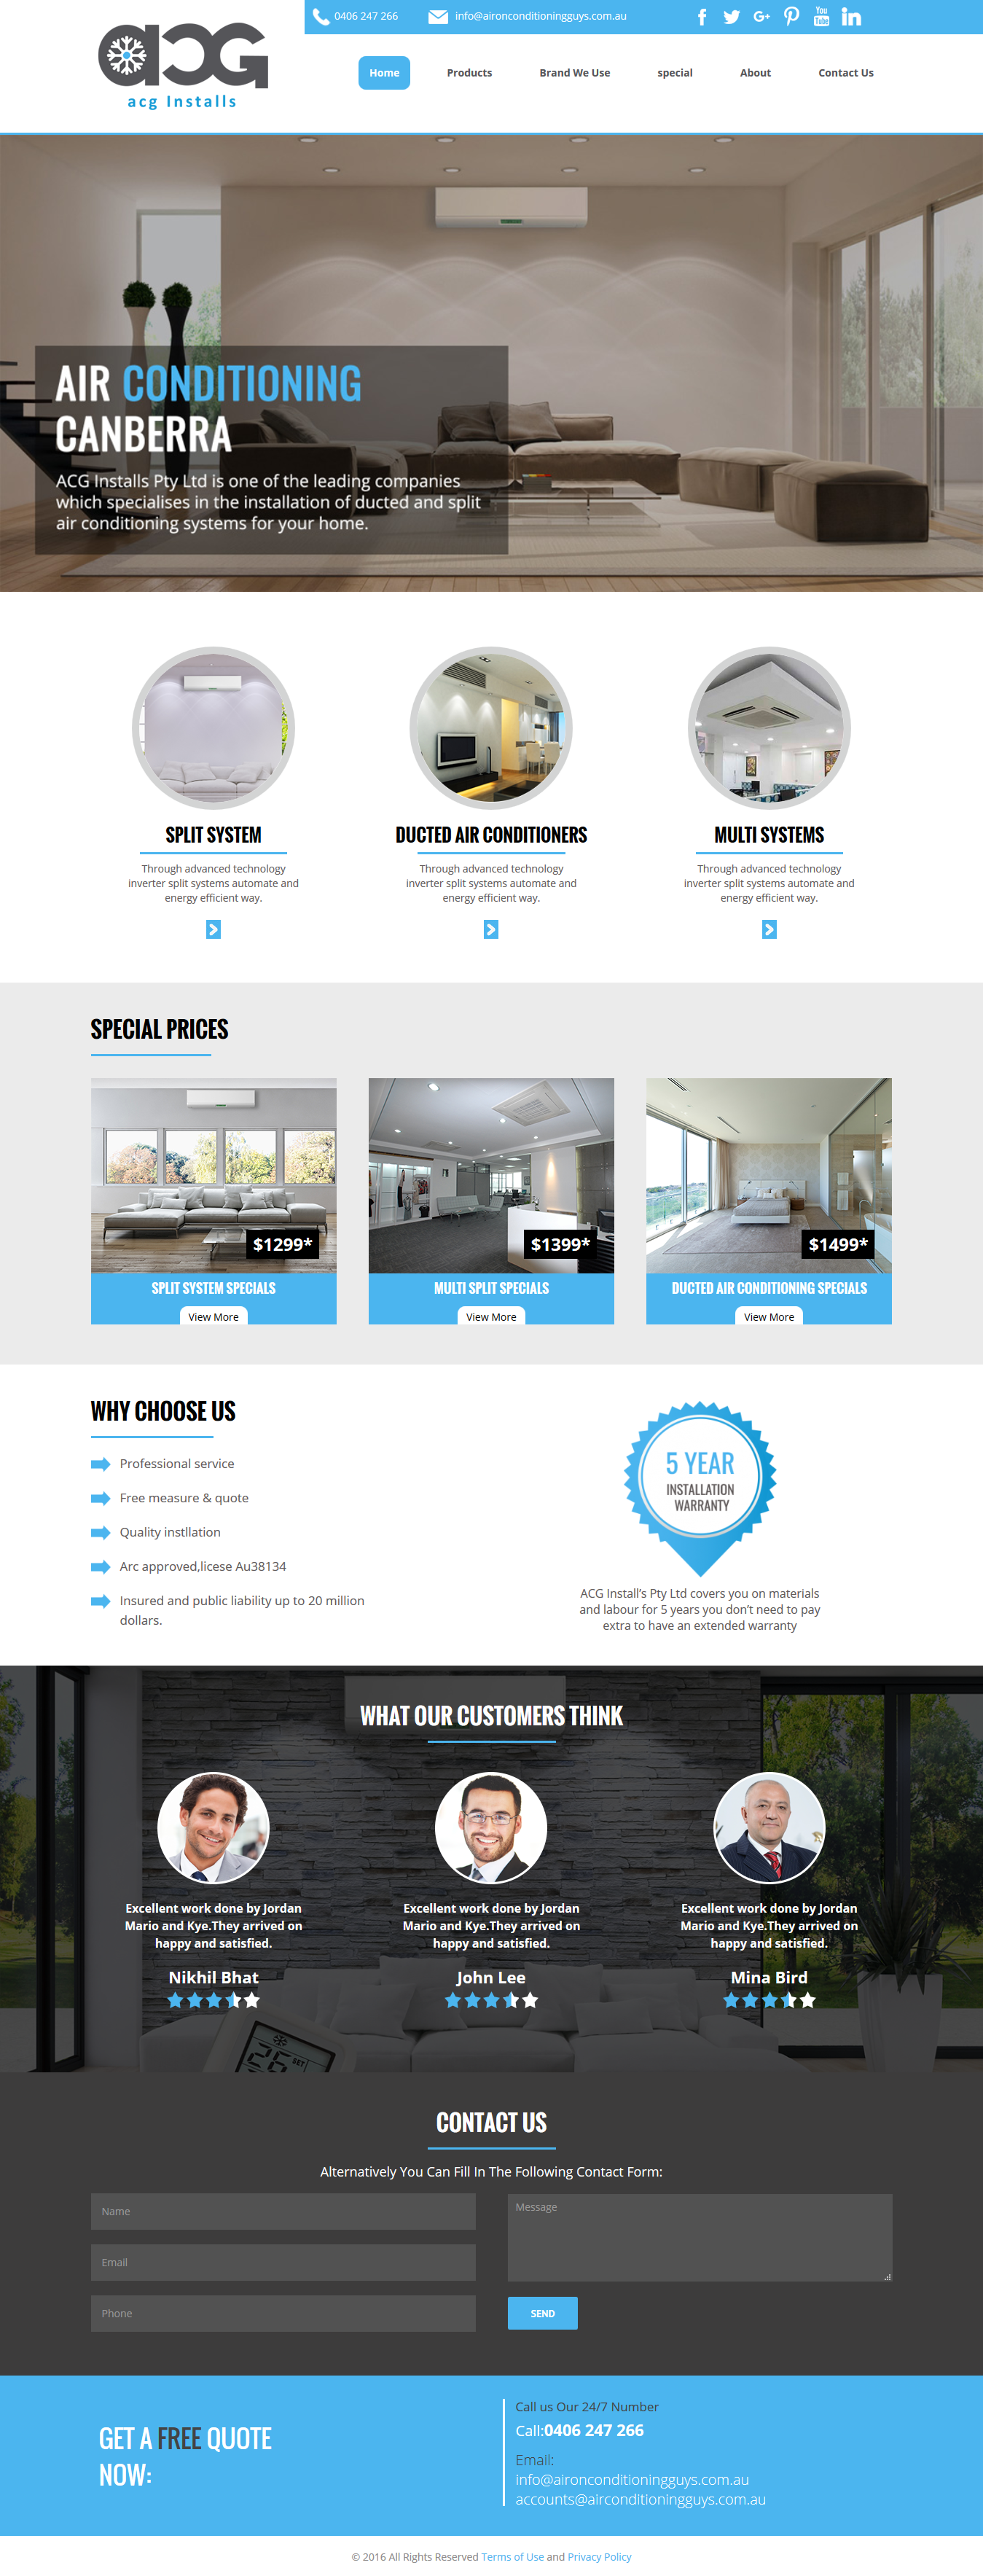 0406 247 266
info@aironconditioningguys.com.au
You
Tube
acg
acg Installs
Home
Products
Brand We Use
special
About
Contact Us
AIR CONDITIONING
CANBERRA
ACG Installs Pty Ltd is one of the leading companies
which specialises in the installation of ducted and split
air conditioning systems for your home.
SPLIT SYSTEM
Through advanced technology
inverter split systems automate and
energy efficient way.
DUCTED AIR CONDITIONERS
Through advanced technology
inverter split systems automate and
energy efficient way.
MULTI SYSTEMS
Through advanced technology
inverter split systems automate and
energy efficient way.
SPECIAL PRICES
$1299*
SPLIT SYSTEM SPECIALS
View More
$1399*
MULTI SPLIT SPECIALS
View More
$1499*
DUCTED AIR CONDITIONING SPECIALS
View More
WHY CHOOSE US
Professional service
Free measure & quote
Quality instllation
Arc approved,licese Au38134
Insured and public liability up to 20 million
dollars.
5 YEAR
INSTALLATION
WARRANTY
ACG Install's Pty Ltd covers you on materials
and labour for 5 years you don't need to pay
extra to have an extended warranty
WHAT OUR CUSTOMERS THINK
Excellent work done by Jordan
Mario and Kye.They arrived on
happy and satisfied.
Nikhil Bhat
Excellent work done by Jordan
Mario and Kye.They arrived on
happy and satisfied.
John Lee
Excellent work done by Jordan
Mario and Kye.They arrived on
happy and satisfied.
Mina Bird
25 SET
CONTACT US
Alternatively You Can Fill In The Following Contact Form:
Name
Email
Phone
Message
SEND
GET A FREE QUOTE
NOW:
Call us Our 24/7 Number
Call:0406 247 266
Email:
info@aironconditioningguys.com.au
accounts@airconditioningguys.com.au
© 2016 All Rights Reserved Terms of Use and Privacy Policy